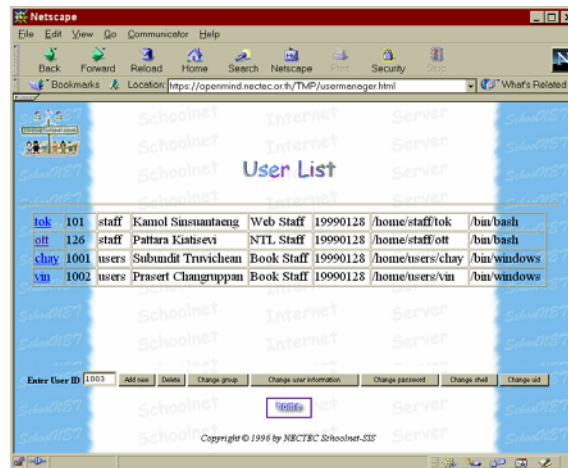 Netscape
File Edit View Go Communicator Help
Back Forward Reload Home Search Netscape Print Security Stop
Bookmarks Location: https://openmind.nectec.or.th/TMP/usermanager.html What's Related
Schoolnet Internet Server SchoolNET
User List
tok 101 staff Kamol Sinsuantaeng Web Staff 19990128 /home/staff/tok /bin/bash
ott 126 staff Pattara Kiatisevi NTL Staff 19990128 /home/staff/ott /bin/bash
chay 1001 users Subundit Truvichean Book Staff 19990128 /home/users/chay /bin/windows
vin 1002 users Prasert Changruppan Book Staff 19990128 /home/users/vin /bin/windows
Enter User ID 1003 Add new Delete Change group Change user information Change password Change shell Change uid
home
Copyright © 1996 by NECTEC Schoolnet-SIS